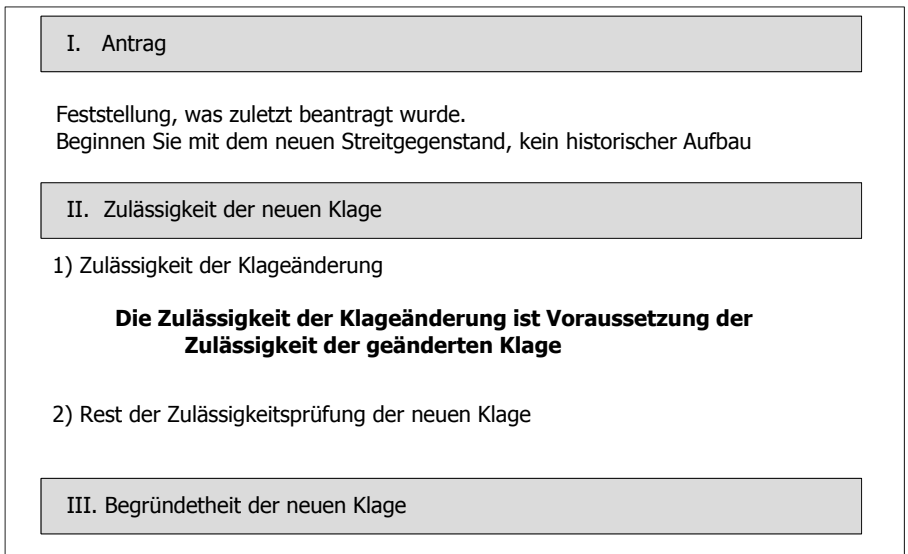 I. Antrag
Feststellung, was zuletzt beantragt wurde.
Beginnen Sie mit dem neuen Streitgegenstand, kein historischer Aufbau
II. Zulässigkeit der neuen Klage
1) Zulässigkeit der Klageänderung
Die Zulässigkeit der Klageänderung ist Voraussetzung der
Zulässigkeit der geänderten Klage
2) Rest der Zulässigkeitsprüfung der neuen Klage
III. Begründetheit der neuen Klage